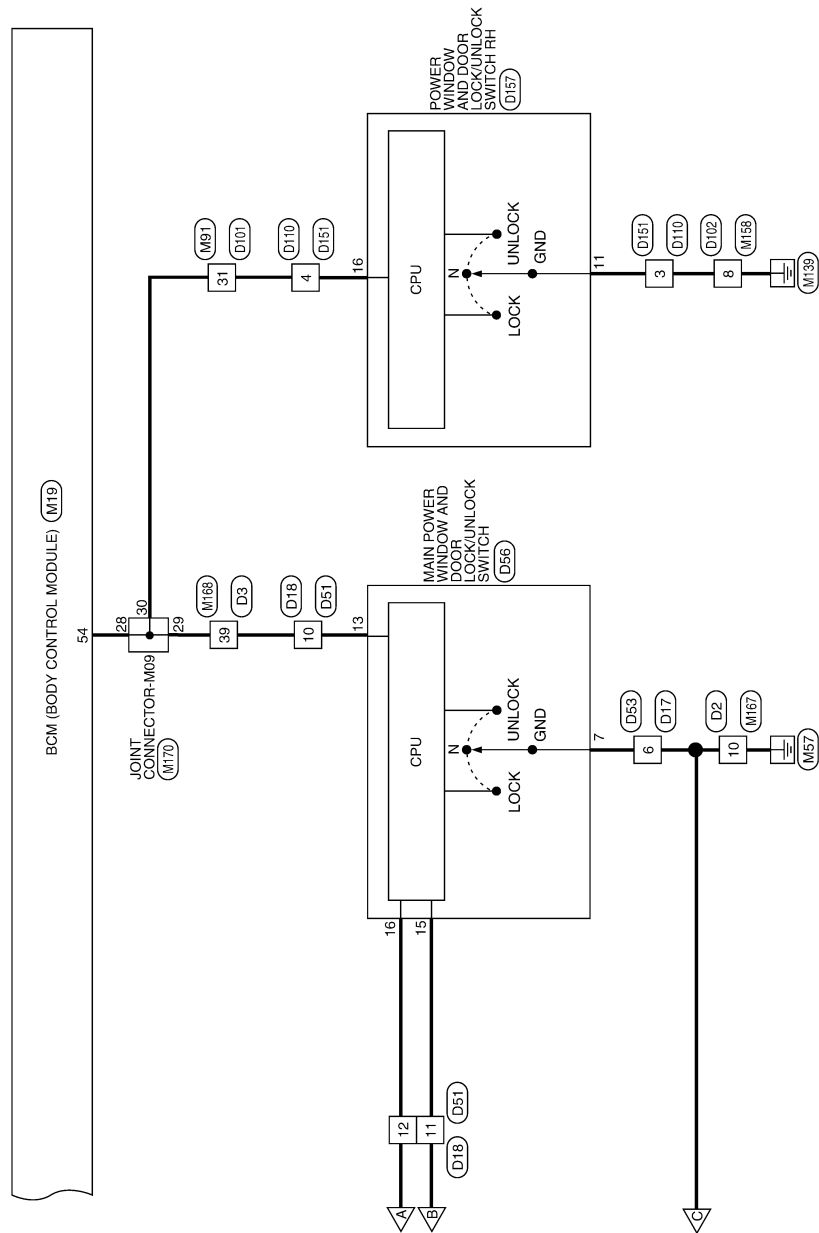 BCM (BODY CONTROL MODULE) M19
54
28
30
29
JOINT
CONNECTOR-M09
M170
M168
39
D3
D18
10
D51
13
M91
31
D101
D110
4
D151
16
MAIN POWER
WINDOW AND
DOOR
LOCK/UNLOCK
SWITCH
D56
CPU
N
LOCK
UNLOCK
GND
16
15
7
12
11
D51
D18
A
B
D53
6
D17
D2
10
M167
M57
C
POWER
WINDOW
AND DOOR
LOCK/UNLOCK
SWITCH RH
D157
CPU
N
LOCK
UNLOCK
GND
11
D151
3
D110
D102
8
M158
M139